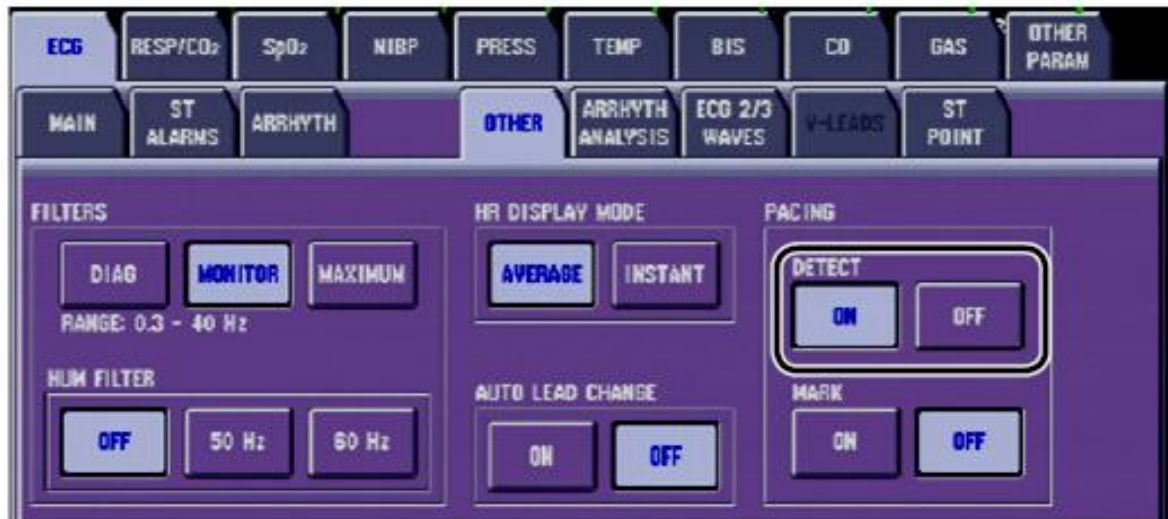 ECG RESP/CO₂ SpO₂ NIBP PRESS TEMP BIS CO GAS OTHER PARAM
MAIN ST ALARMS ARRHYTH OTHER ARRHYTH ANALYSIS ECG 2/3 WAVES V-LEADS ST POINT
FILTERS
DIAG MONITOR MAXIMUM
RANGE: 0.3 - 40 Hz
HUM FILTER
OFF 50 Hz 60 Hz
HR DISPLAY MODE
AVERAGE INSTANT
AUTO LEAD CHANGE
ON OFF
PACING
DETECT
ON OFF
MARK
ON OFF